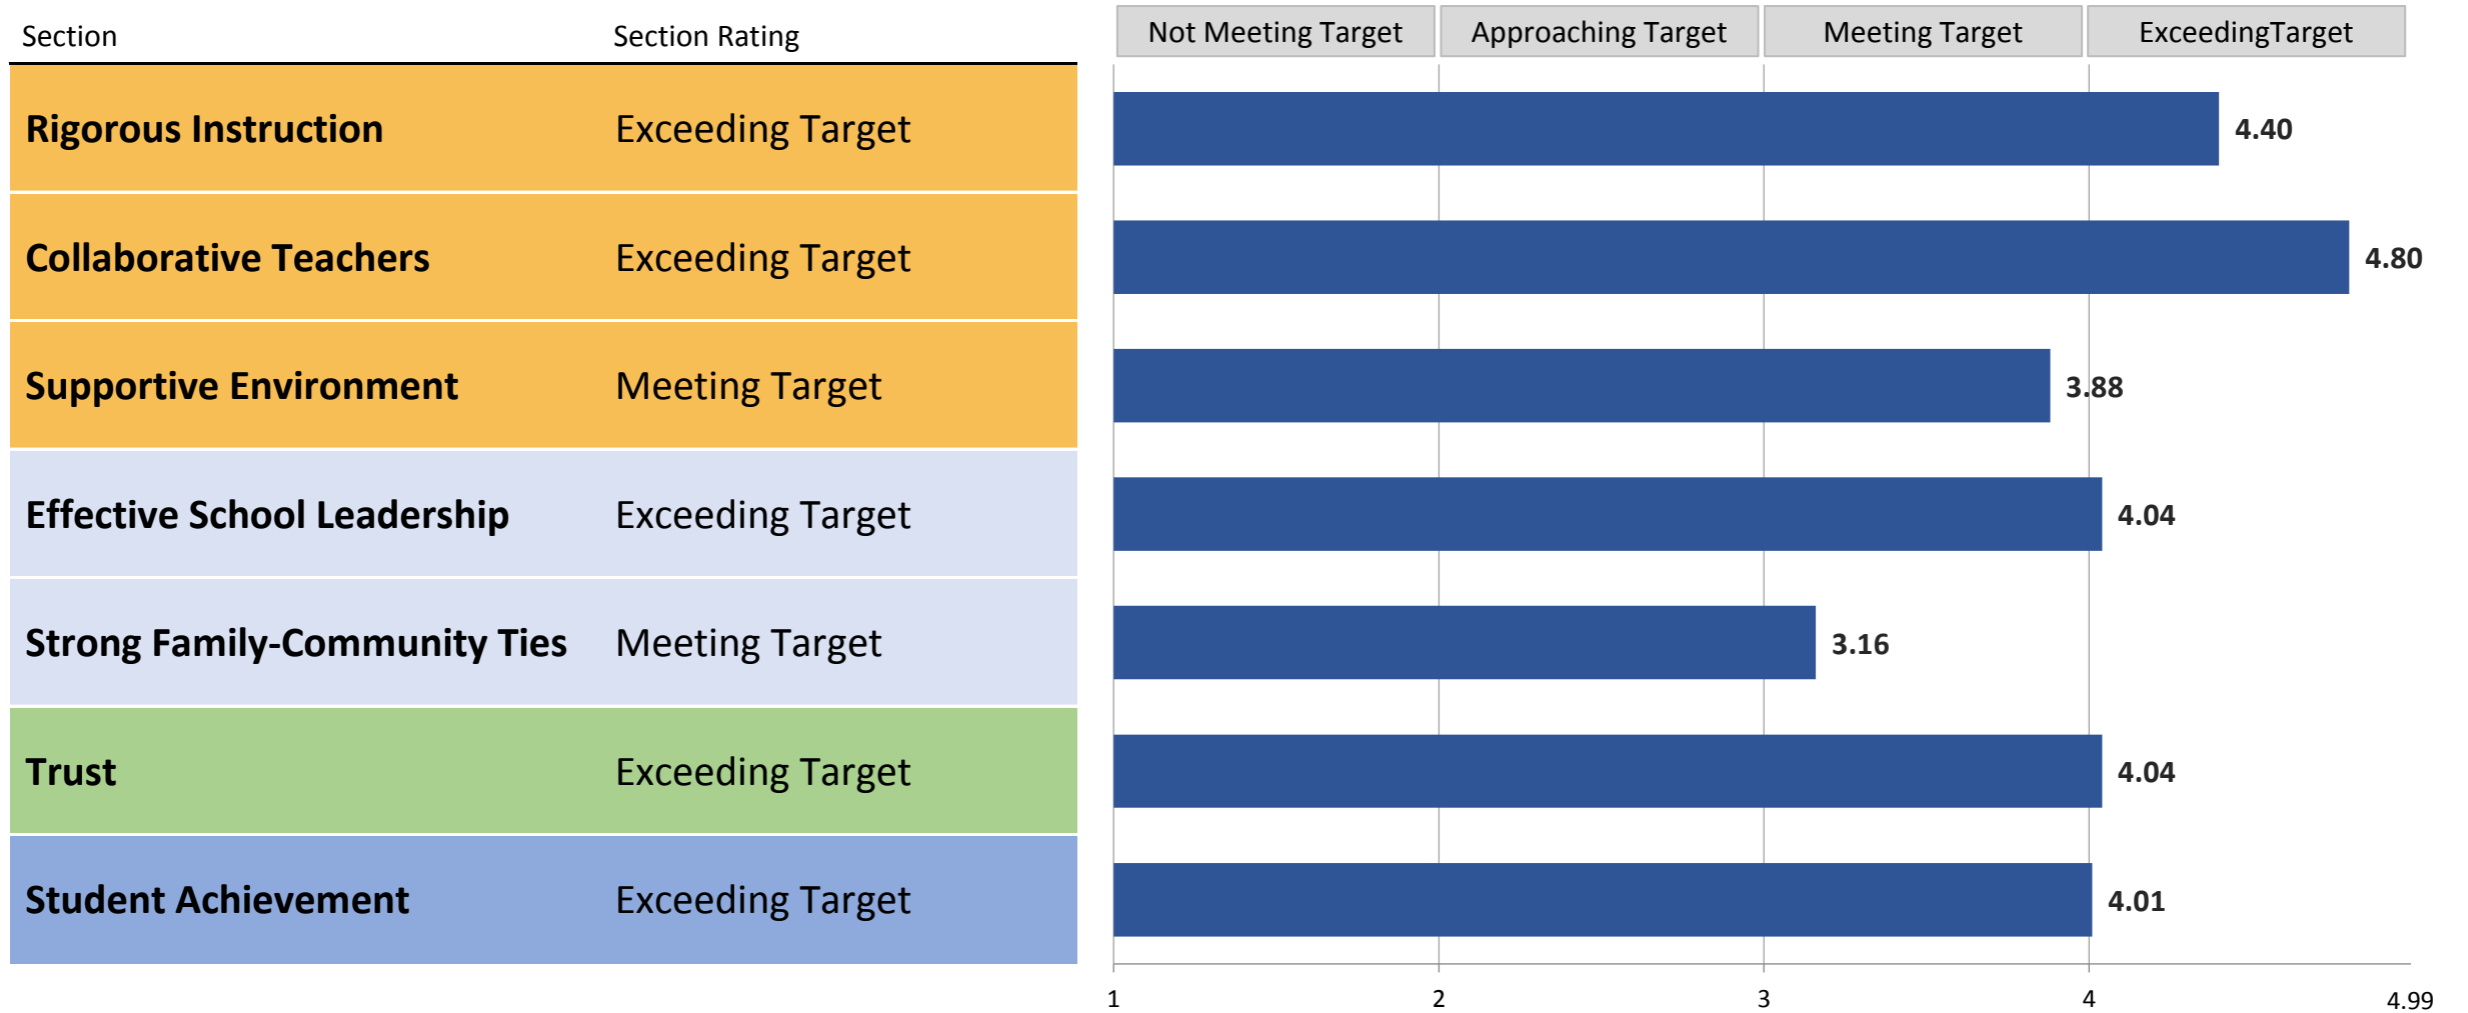 Section Section Rating Not Meeting Target Approaching Target Meeting Target ExceedingTarget
Rigorous Instruction Exceeding Target 4.40
Collaborative Teachers Exceeding Target 4.80
Supportive Environment Meeting Target 3.88
Effective School Leadership Exceeding Target 4.04
Strong Family-Community Ties Meeting Target 3.16
Trust Exceeding Target 4.04
Student Achievement Exceeding Target 4.01
1 2 3 4 4.99